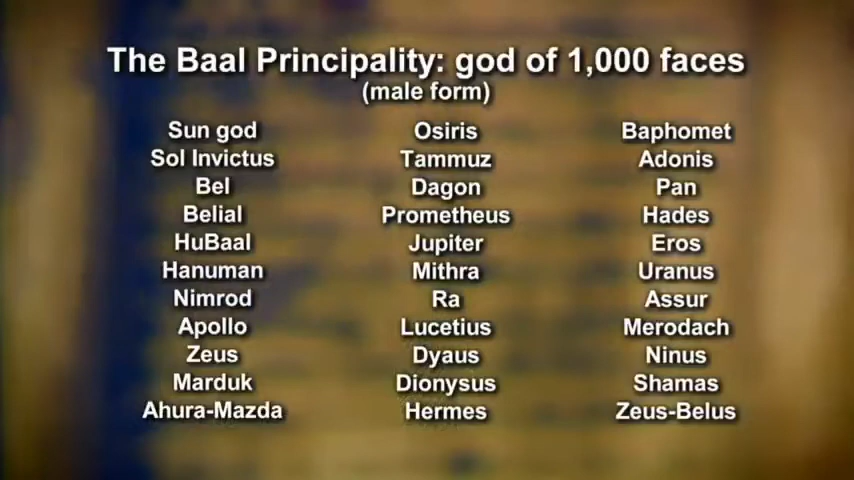 The Baal Principality: god of 1,000 faces
(male form)
Sun god
Sol Invictus
Bel
Belial
HuBaal
Hanuman
Nimrod
Apollo
Zeus
Marduk
Ahura-Mazda
Osiris
Tammuz
Dagon
Prometheus
Jupiter
Mithra
Ra
Lucetius
Dyaus
Dionysus
Hermes
Baphomet
Adonis
Pan
Hades
Eros
Uranus
Assur
Merodach
Ninus
Shamas
Zeus-Belus